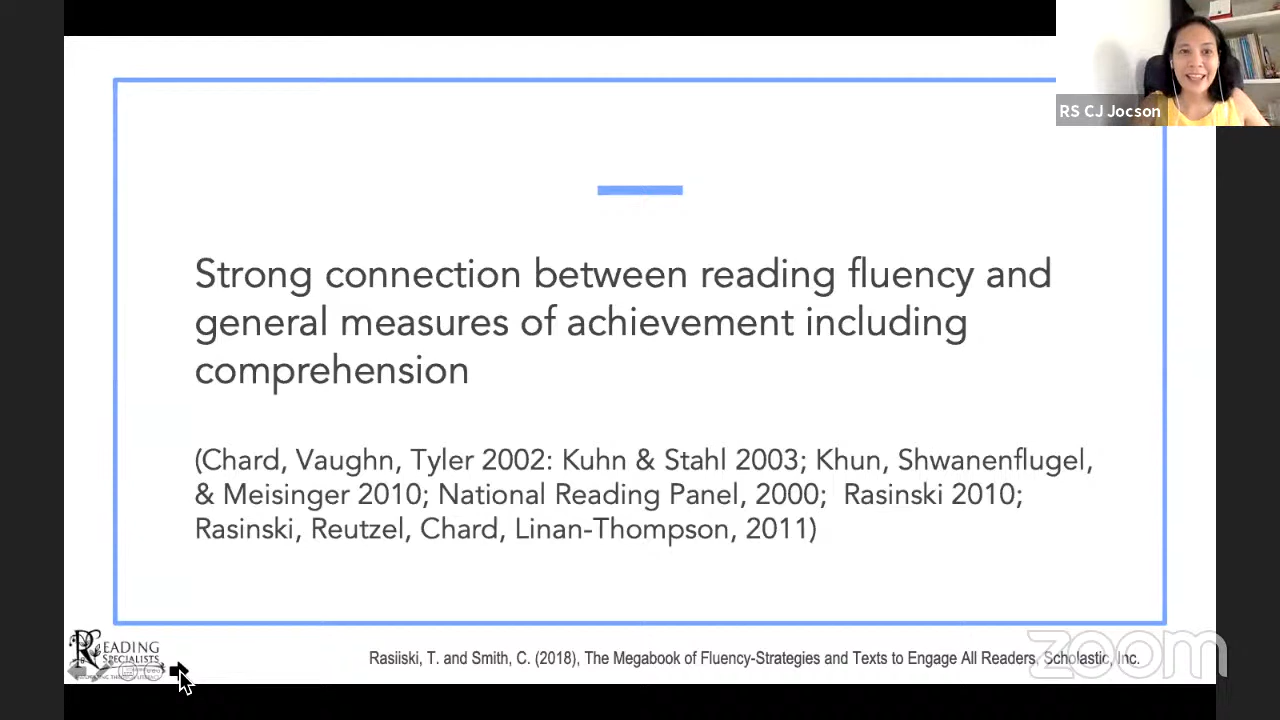 RS CJ Jocson
Strong connection between reading fluency and
general measures of achievement including
comprehension
(Chard, Vaughn, Tyler 2002: Kuhn & Stahl 2003; Khun, Shwanenflugel,
& Meisinger 2010; National Reading Panel, 2000;  Rasinski 2010;
Rasinski, Reutzel, Chard, Linan-Thompson, 2011)
READING
SPECIALISTS
Rasiiski, T. and Smith, C. (2018), The Megabook of Fluency-Strategies and Texts to Engage All Readers, Scholastic, Inc.
zoom